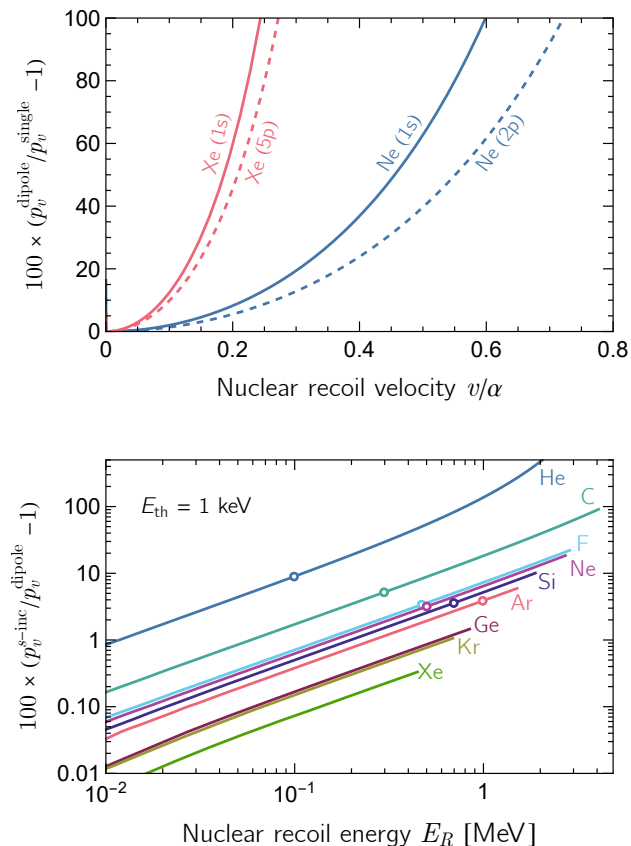 100 × (p_v^dipole/p_v^single −1)
100
80
60
40
20
0
Xe (1s)
Xe (5p)
Ne (1s)
Ne (2p)
0
0.2
0.4
0.6
0.8
Nuclear recoil velocity v/α
100 × (p_v^s−inc/p_v^dipole −1)
100
10
1
0.10
0.01
E_th = 1 keV
He
C
F
Ne
Si
Ar
Ge
Kr
Xe
10^−2
10^−1
1
Nuclear recoil energy E_R [MeV]